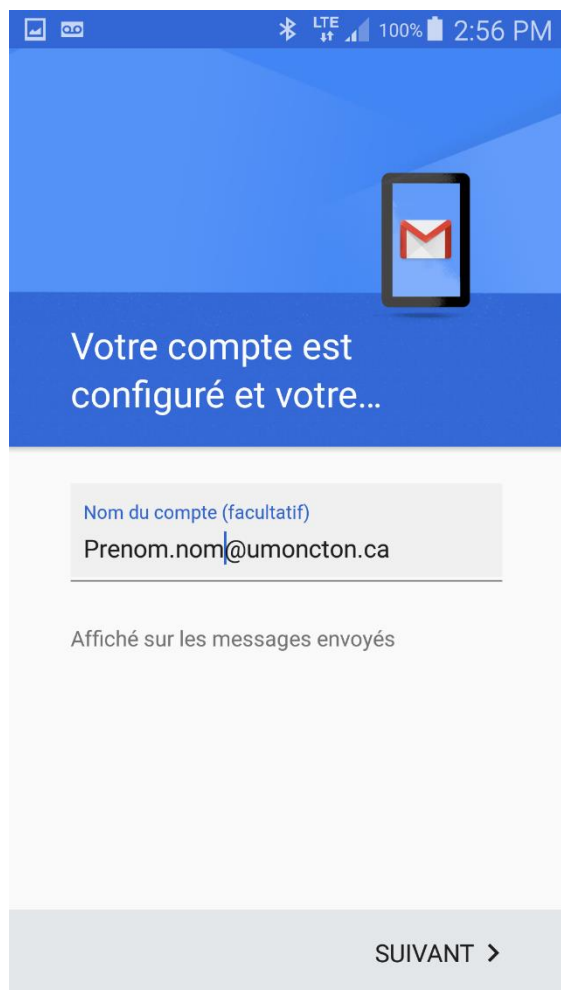 LTE 100% 2:56 PM
Votre compte est
configuré et votre...
Nom du compte (facultatif)
Prenom.nom@umoncton.ca
Affiché sur les messages envoyés
SUIVANT >